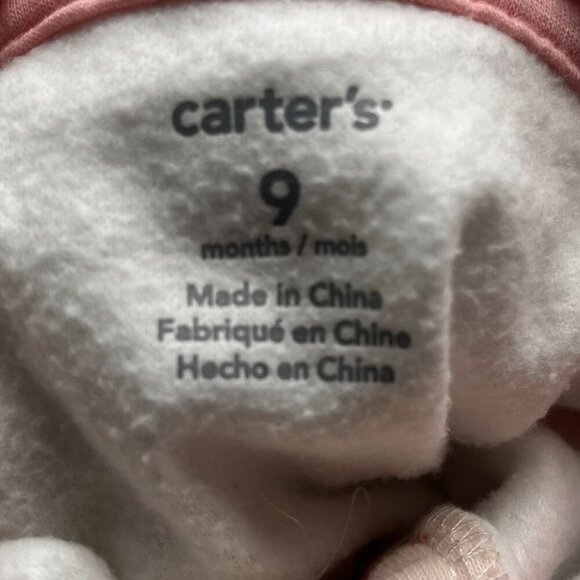 carter's
9
months / mois
Made in China
Fabriqué en Chine
Hecho en China